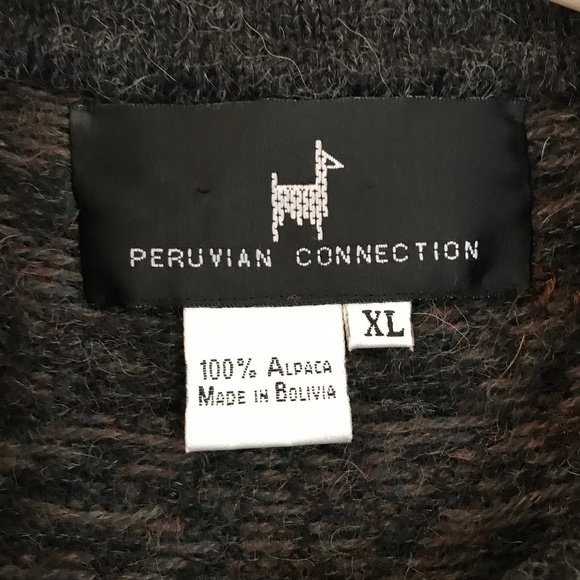 PERUVIAN CONNECTION
XL
100% ALPACA
MADE IN BOLIVIA